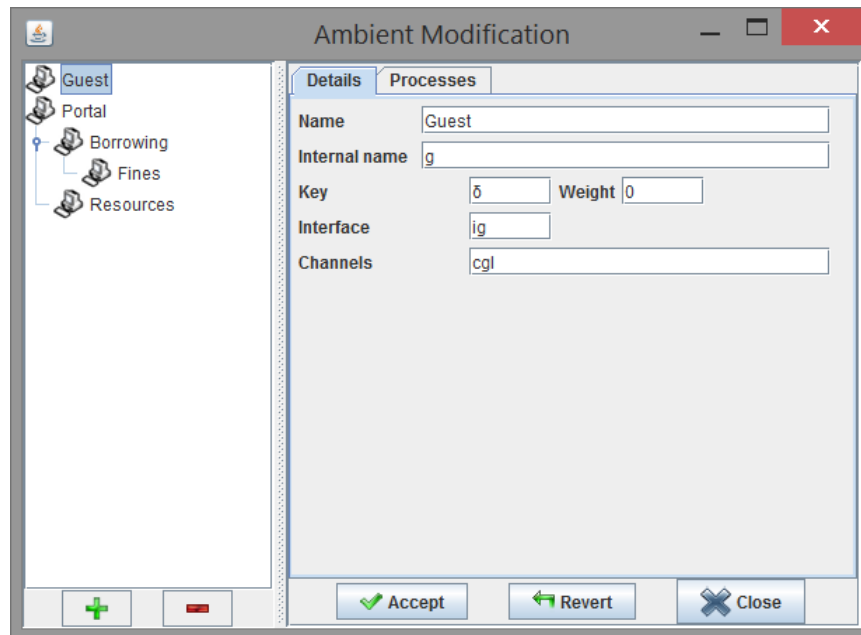 Ambient Modification
Guest
Portal
Borrowing
Fines
Resources
Details Processes
Name Guest
Internal name g
Key δ Weight 0
Interface ig
Channels cgl
Accept Revert Close